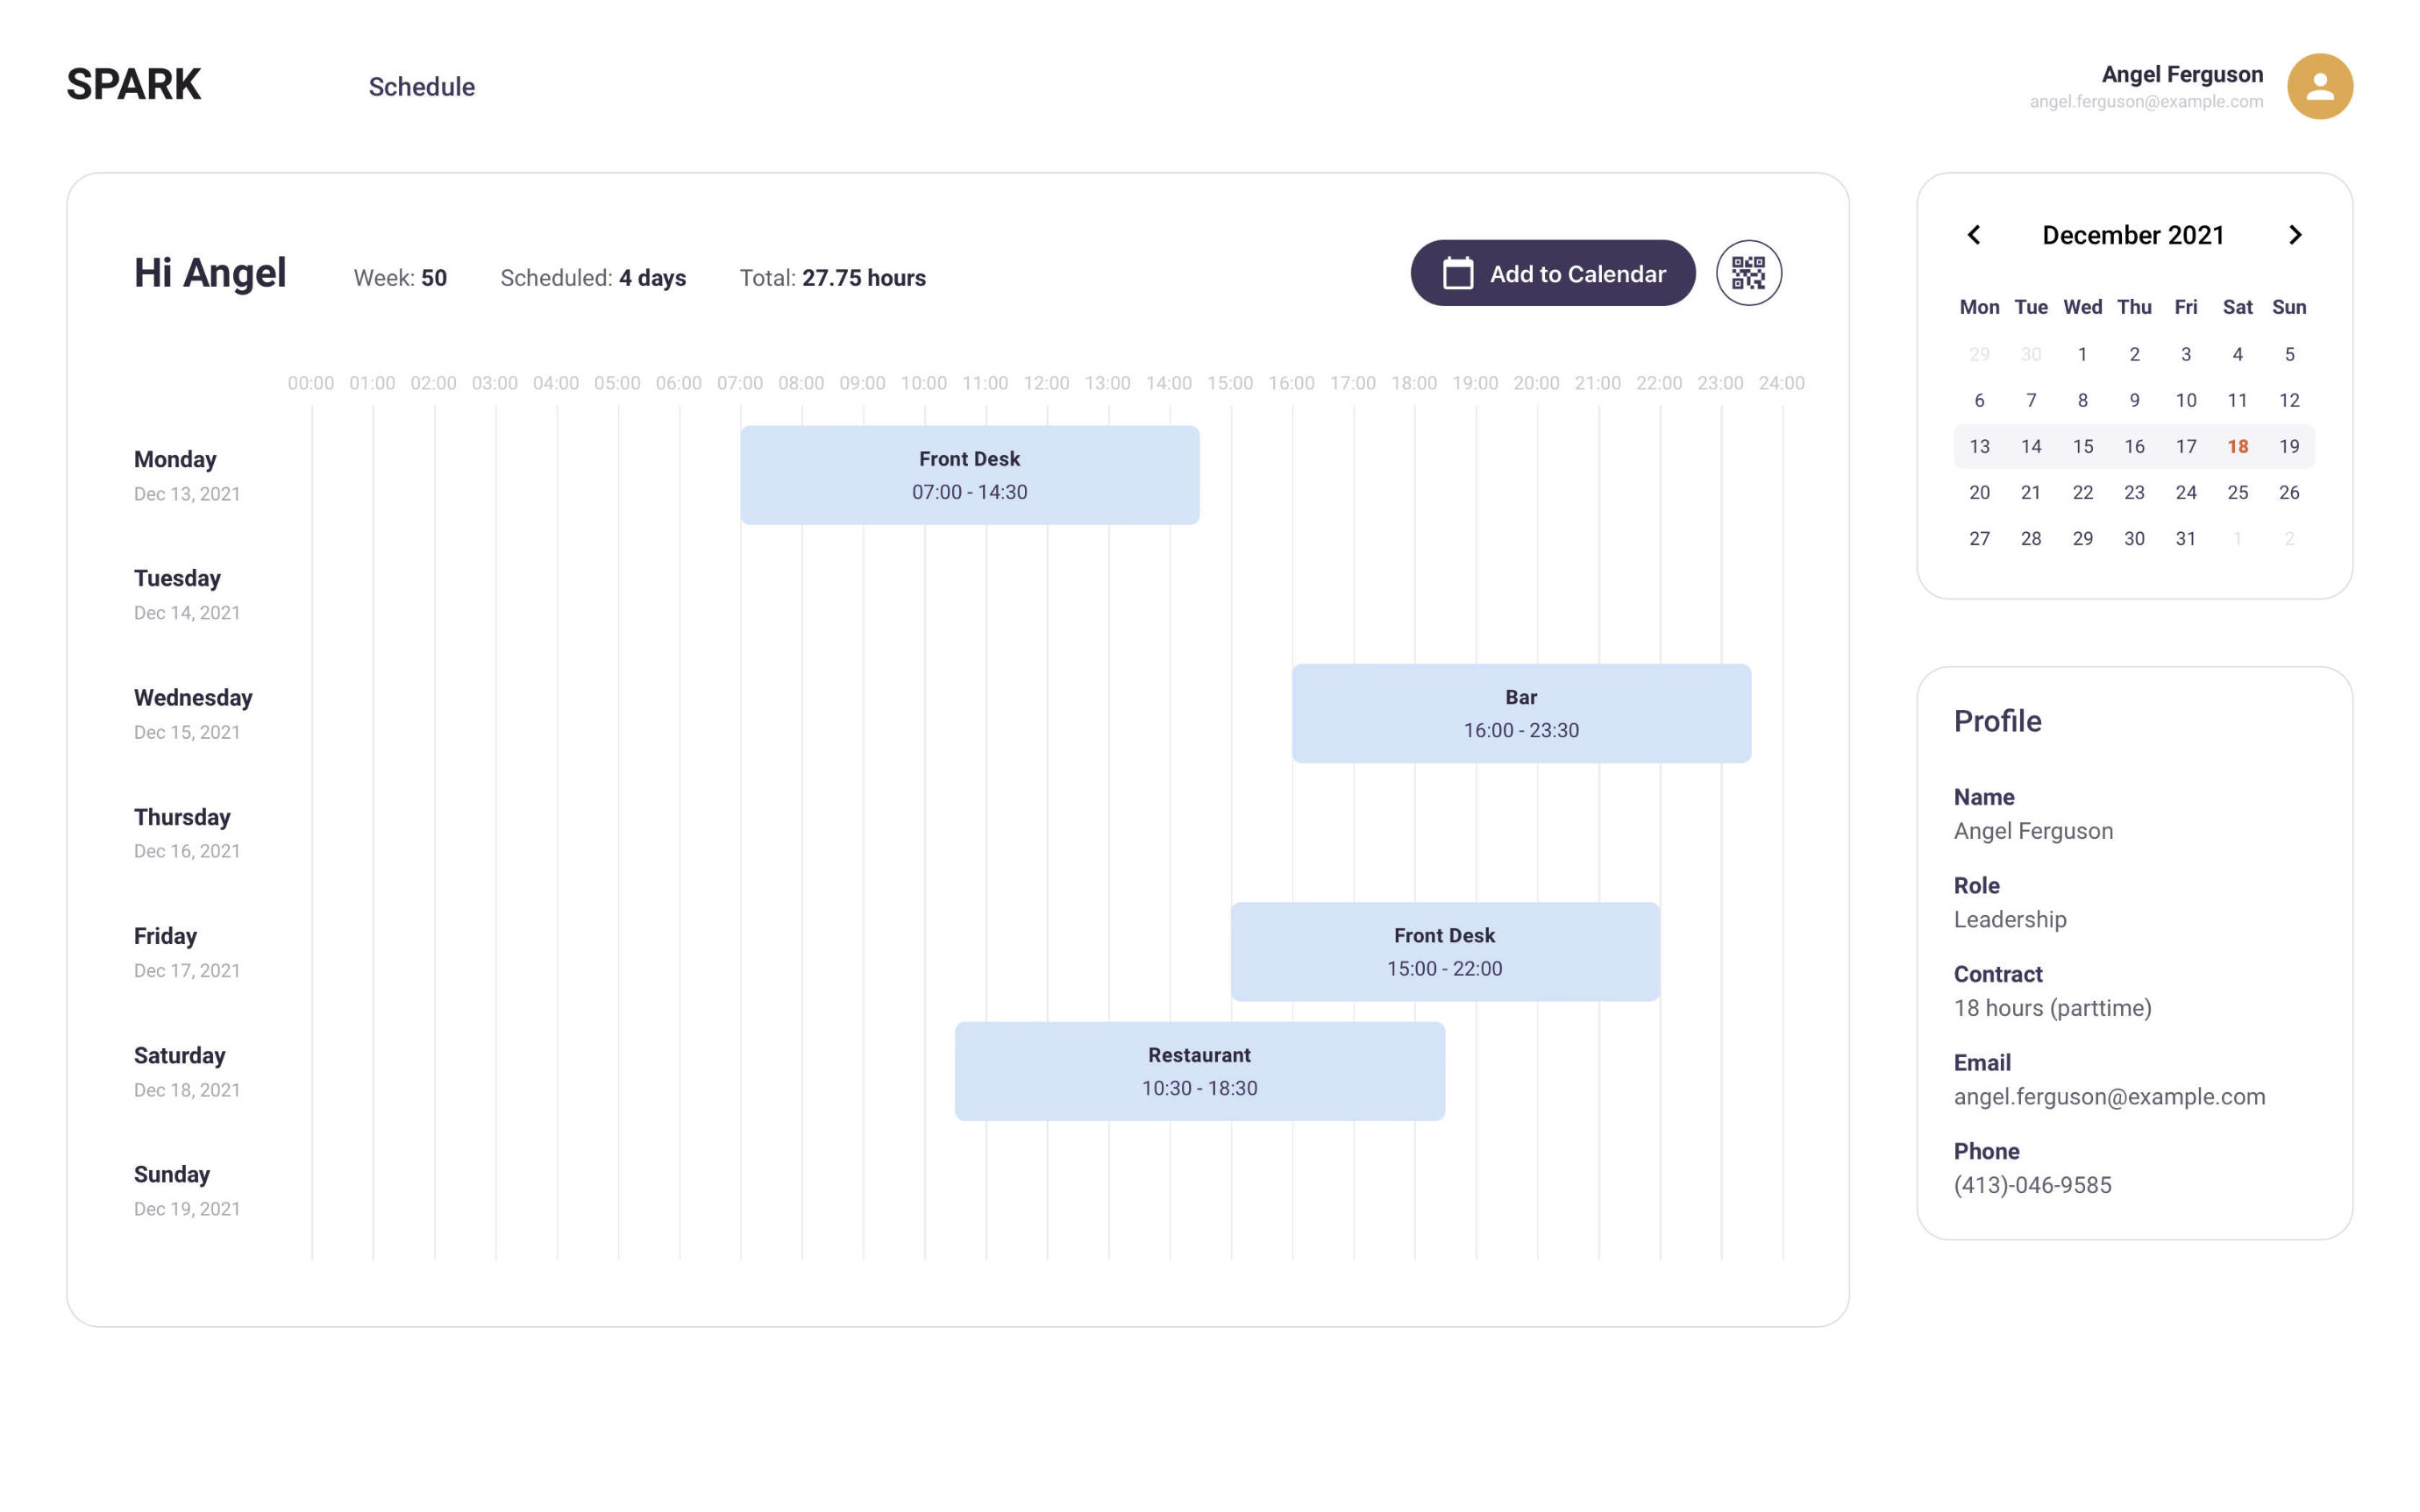 SPARK
Schedule
Angel Ferguson
angel.ferguson@example.com
Hi Angel
Week: 50
Scheduled: 4 days
Total: 27.75 hours
Add to Calendar
00:00 01:00 02:00 03:00 04:00 05:00 06:00 07:00 08:00 09:00 10:00 11:00 12:00 13:00 14:00 15:00 16:00 17:00 18:00 19:00 20:00 21:00 22:00 23:00 24:00
Monday
Dec 13, 2021
Front Desk
07:00 - 14:30
Tuesday
Dec 14, 2021
Wednesday
Dec 15, 2021
Bar
16:00 - 23:30
Thursday
Dec 16, 2021
Friday
Dec 17, 2021
Front Desk
15:00 - 22:00
Saturday
Dec 18, 2021
Restaurant
10:30 - 18:30
Sunday
Dec 19, 2021
December 2021
Mon Tue Wed Thu Fri Sat Sun
29 30 1 2 3 4 5
6 7 8 9 10 11 12
13 14 15 16 17 18 19
20 21 22 23 24 25 26
27 28 29 30 31 1 2
Profile
Name
Angel Ferguson
Role
Leadership
Contract
18 hours (parttime)
Email
angel.ferguson@example.com
Phone
(413)-046-9585